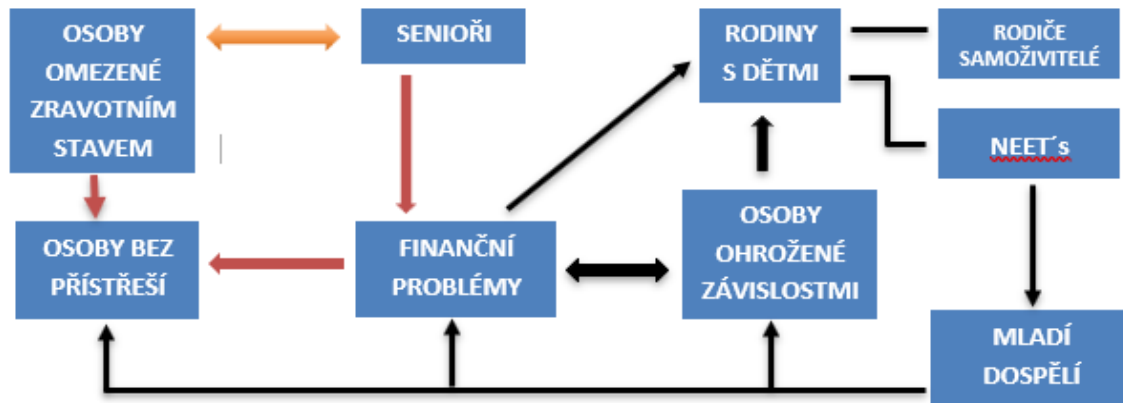 OSOBY
OMEZENÉ
ZRAVOTNÍM
STAVEM
SENIOŘI
RODINY
S DĚTMI
RODIČE
SAMOŽIVITELÉ
NEET´s
OSOBY BEZ
PŘÍSTŘEŠÍ
FINANČNÍ
PROBLÉMY
OSOBY
OHROŽENÉ
ZÁVISLOSTMI
MLADÍ
DOSPĚLÍ